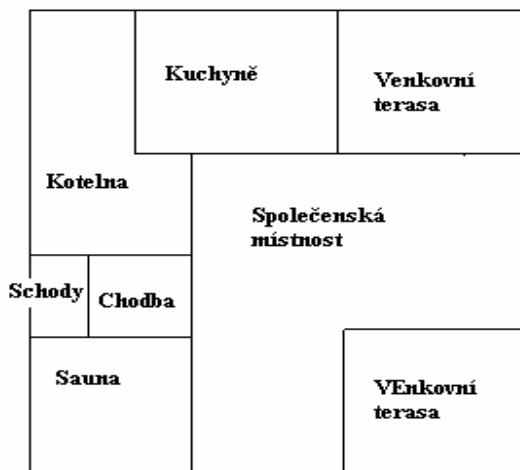 Kuchyně
Venkovní
terasa
Kotelna
Společenská
místnost
Schody
Chodba
Sauna
VEnkovní
terasa